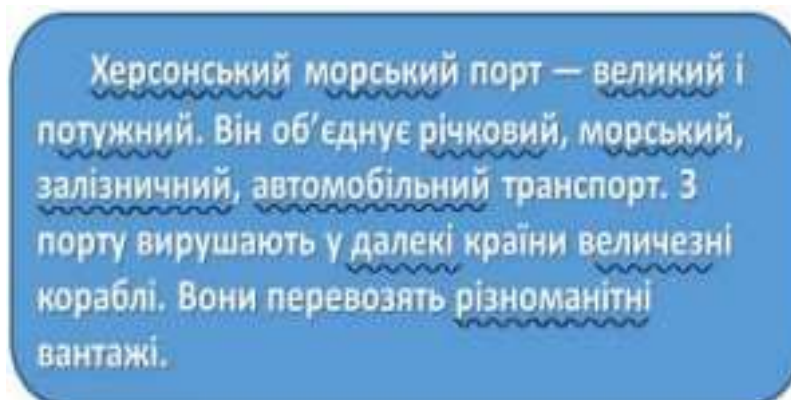 Херсонський морський порт — великий і
потужний. Він об’єднує річковий, морський,
залізничний, автомобільний транспорт. З
порту вирушають у далекі країни величезні
кораблі. Вони перевозять різноманітні
вантажі.